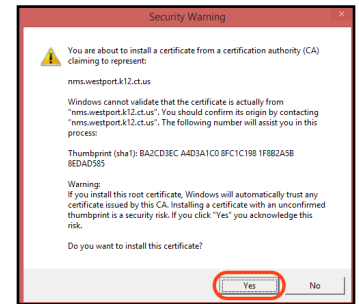 Security Warning
You are about to install a certificate from a certification authority (CA)
claiming to represent:
nms.westport.k12.ct.us
Windows cannot validate that the certificate is actually from
"nms.westport.k12.ct.us". You should confirm its origin by contacting
"nms.westport.k12.ct.us". The following number will assist you in this
process:
Thumbprint (sha1): BA2CD3EC A4D3A1C0 8FC1C198 1F8B2A5B
8EDAD585
Warning:
If you install this root certificate, Windows will automatically trust any
certificate issued by this CA. Installing a certificate with an unconfirmed
thumbprint is a security risk. If you click "Yes" you acknowledge this
risk.
Do you want to install this certificate?
Yes No